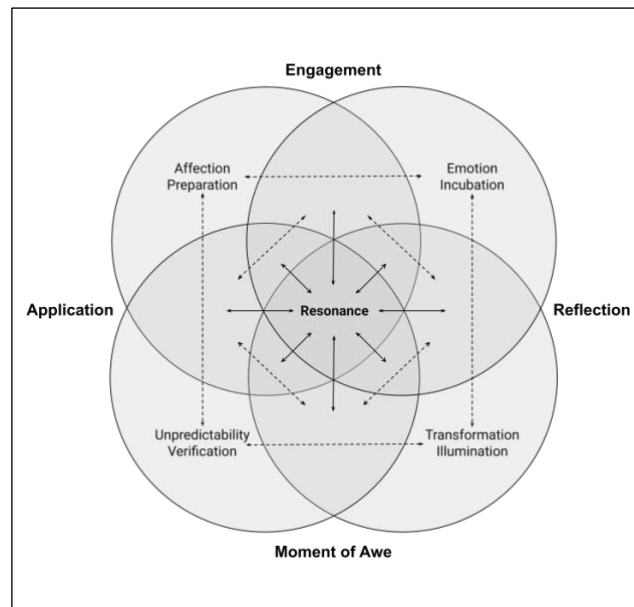 Engagement
Affection
Preparation
Emotion
Incubation
Application
Resonance
Reflection
Unpredictability
Verification
Transformation
Illumination
Moment of Awe